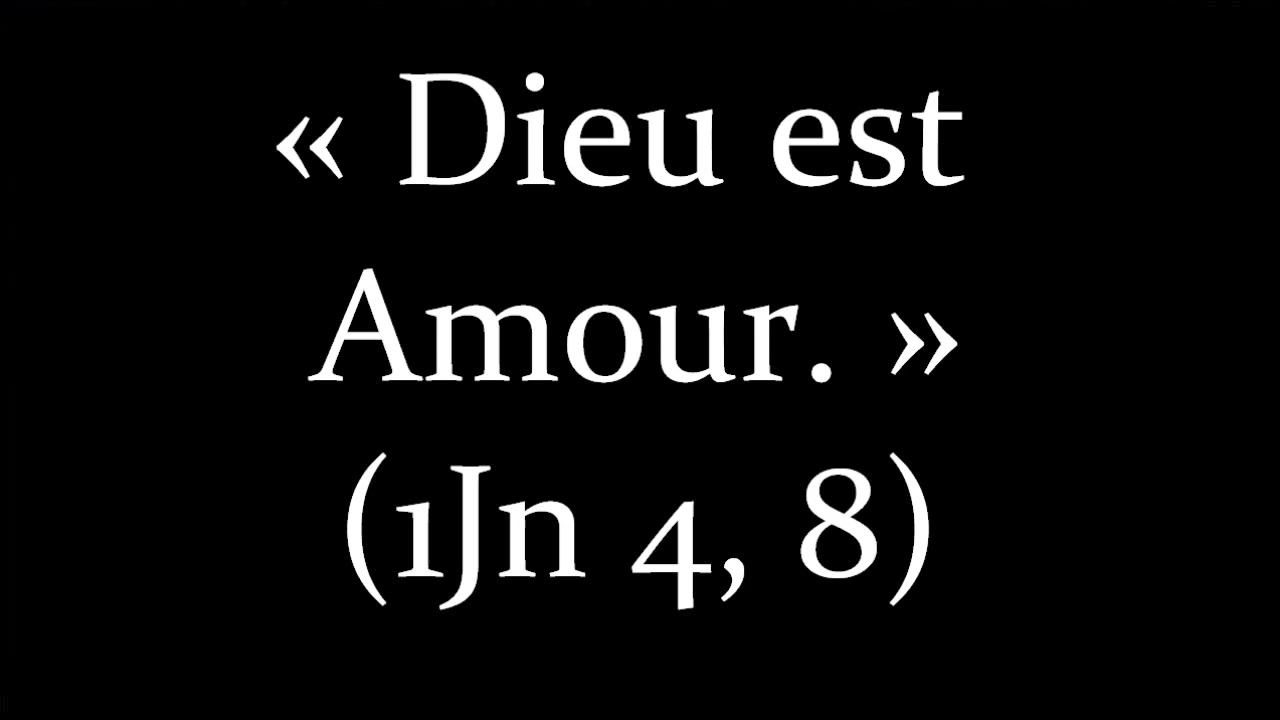 « Dieu est
Amour. »
(1Jn 4, 8)